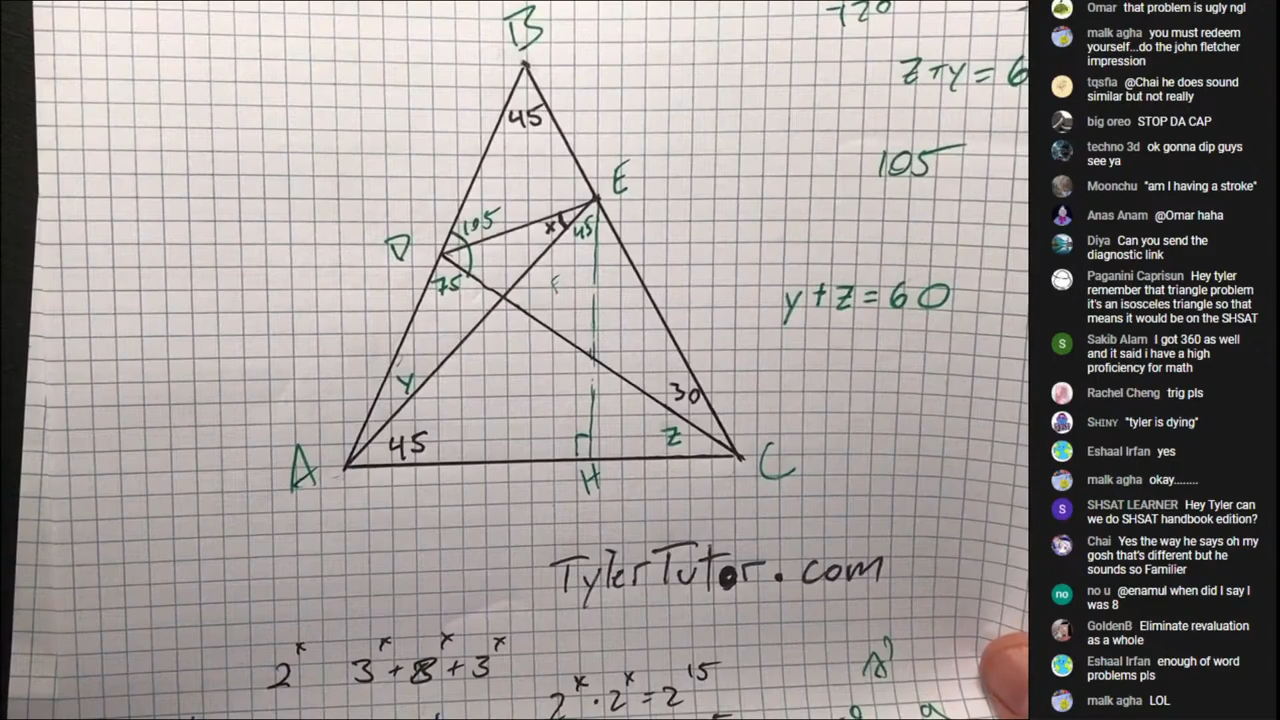 B
720
z+y=6
45
105
E
D
105
x
45
75
F
y+z=60
Y
30
45
Z
A
H
C
TylerTutor.com
2^x 3^x+8^x+3^x
2^x·2^x=2^15
A?
Omar that problem is ugly ngl
malk agha you must redeem
yourself...do the john fletcher
impression
tqsfia @Chai he does sound
similar but not really
big oreo STOP DA CAP
techno 3d ok gonna dip guys
see ya
Moonchu *am I having a stroke*
Anas Anam @Omar haha
Diya Can you send the
diagnostic link
Paganini Caprisun Hey tyler
remember that triangle problem
it's an isosceles triangle so that
means it would be on the SHSAT
S
Sakib Alam I got 360 as well
and it said i have a high
proficiency for math
Rachel Cheng trig pls
SHINY *tyler is dying*
Eshaal Irfan yes
malk agha okay........
S
SHSAT LEARNER Hey Tyler can
we do SHSAT handbook edition?
Chai Yes the way he says oh my
gosh that's different but he
sounds so Familier
no
no u @enamul when did I say I
was 8
GoldenB Eliminate revaluation
as a whole
Eshaal Irfan enough of word
problems pls
malk agha LOL